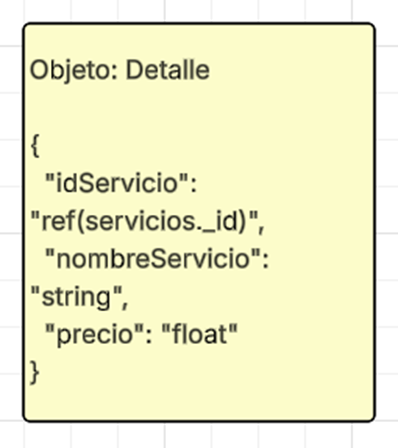 Objeto: Detalle
{
"idServicio":
"ref(servicios._id)",
"nombreServicio":
"string",
"precio": "float"
}